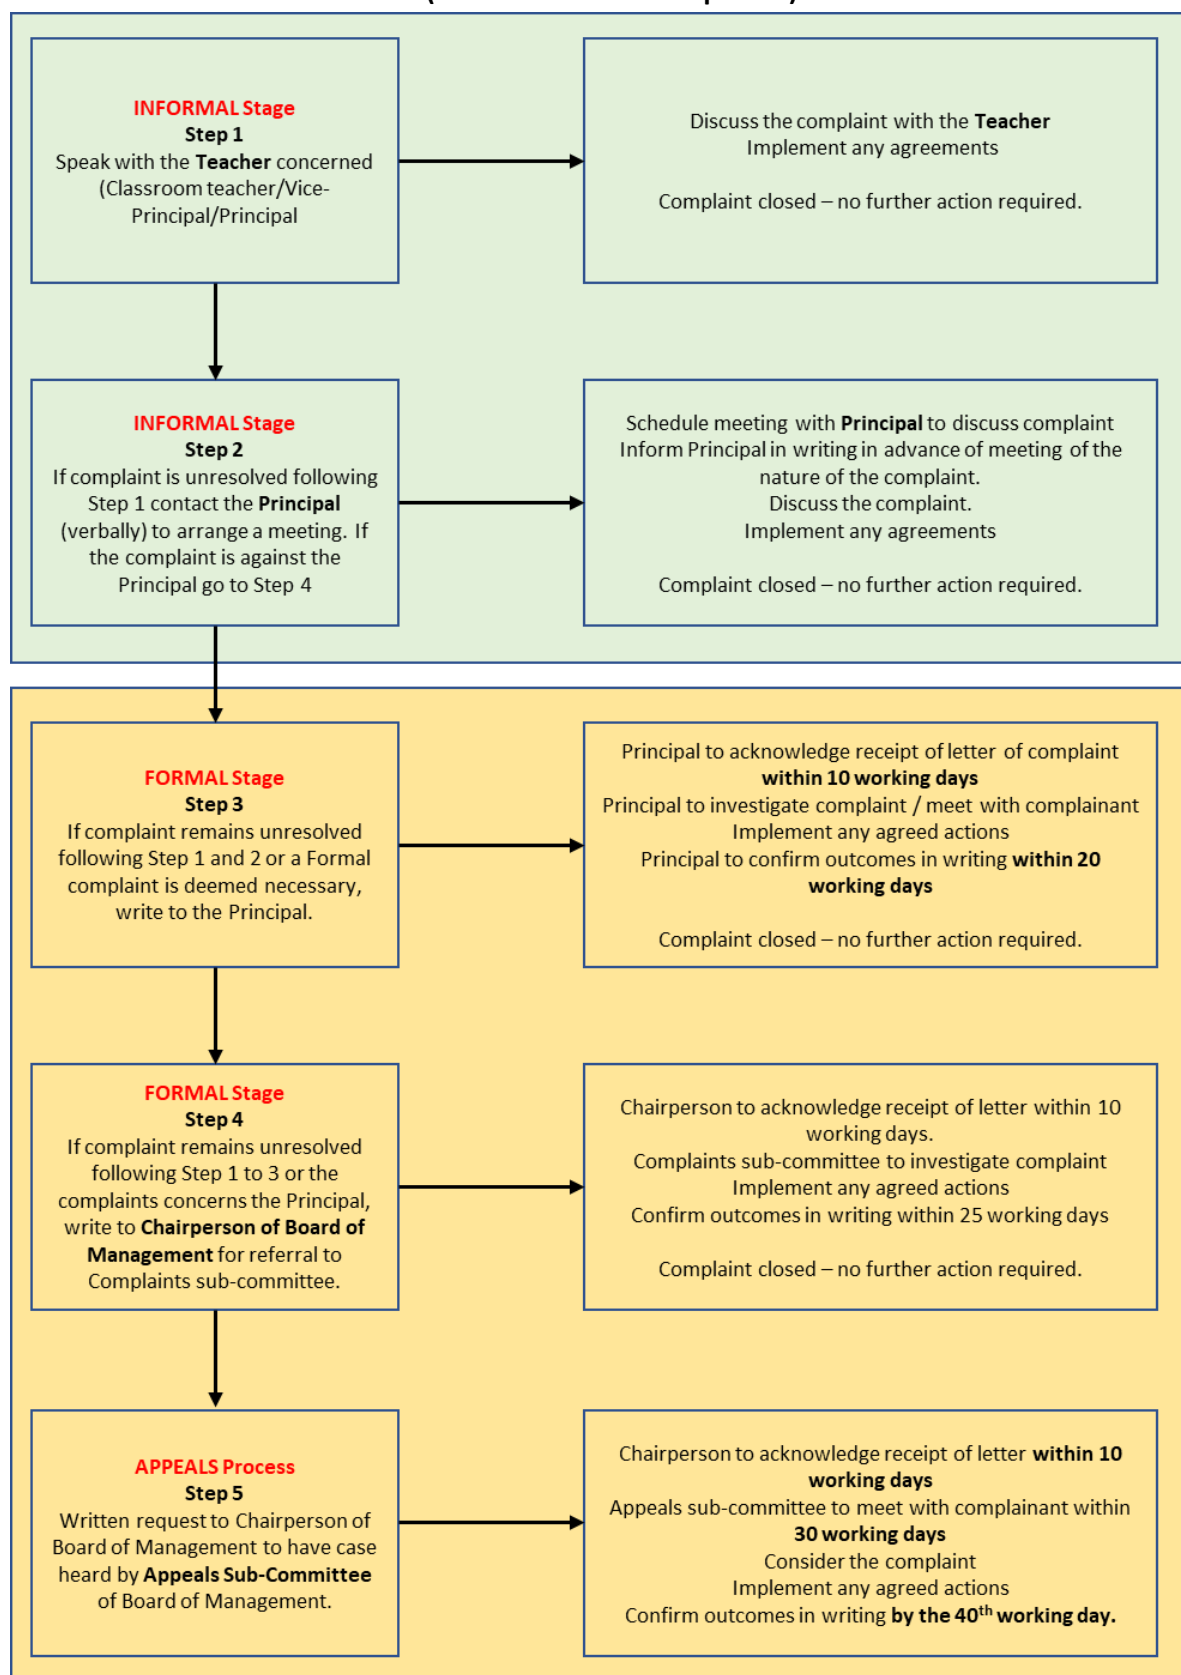 INFORMAL Stage
Step 1
Speak with the Teacher concerned
(Classroom teacher/Vice-
Principal/Principal
Discuss the complaint with the Teacher
Implement any agreements
Complaint closed – no further action required.
INFORMAL Stage
Step 2
If complaint is unresolved following
Step 1 contact the Principal
(verbally) to arrange a meeting. If
the complaint is against the
Principal go to Step 4
Schedule meeting with Principal to discuss complaint
Inform Principal in writing in advance of meeting of the
nature of the complaint.
Discuss the complaint.
Implement any agreements
Complaint closed – no further action required.
FORMAL Stage
Step 3
If complaint remains unresolved
following Step 1 and 2 or a Formal
complaint is deemed necessary,
write to the Principal.
Principal to acknowledge receipt of letter of complaint
within 10 working days
Principal to investigate complaint / meet with complainant
Implement any agreed actions
Principal to confirm outcomes in writing within 20
working days
Complaint closed – no further action required.
FORMAL Stage
Step 4
If complaint remains unresolved
following Step 1 to 3 or the
complaints concerns the Principal,
write to Chairperson of Board of
Management for referral to
Complaints sub-committee.
Chairperson to acknowledge receipt of letter within 10
working days.
Complaints sub-committee to investigate complaint
Implement any agreed actions
Confirm outcomes in writing within 25 working days
Complaint closed – no further action required.
APPEALS Process
Step 5
Written request to Chairperson of
Board of Management to have case
heard by Appeals Sub-Committee
of Board of Management.
Chairperson to acknowledge receipt of letter within 10
working days
Appeals sub-committee to meet with complainant within
30 working days
Consider the complaint
Implement any agreed actions
Confirm outcomes in writing by the 40th working day.